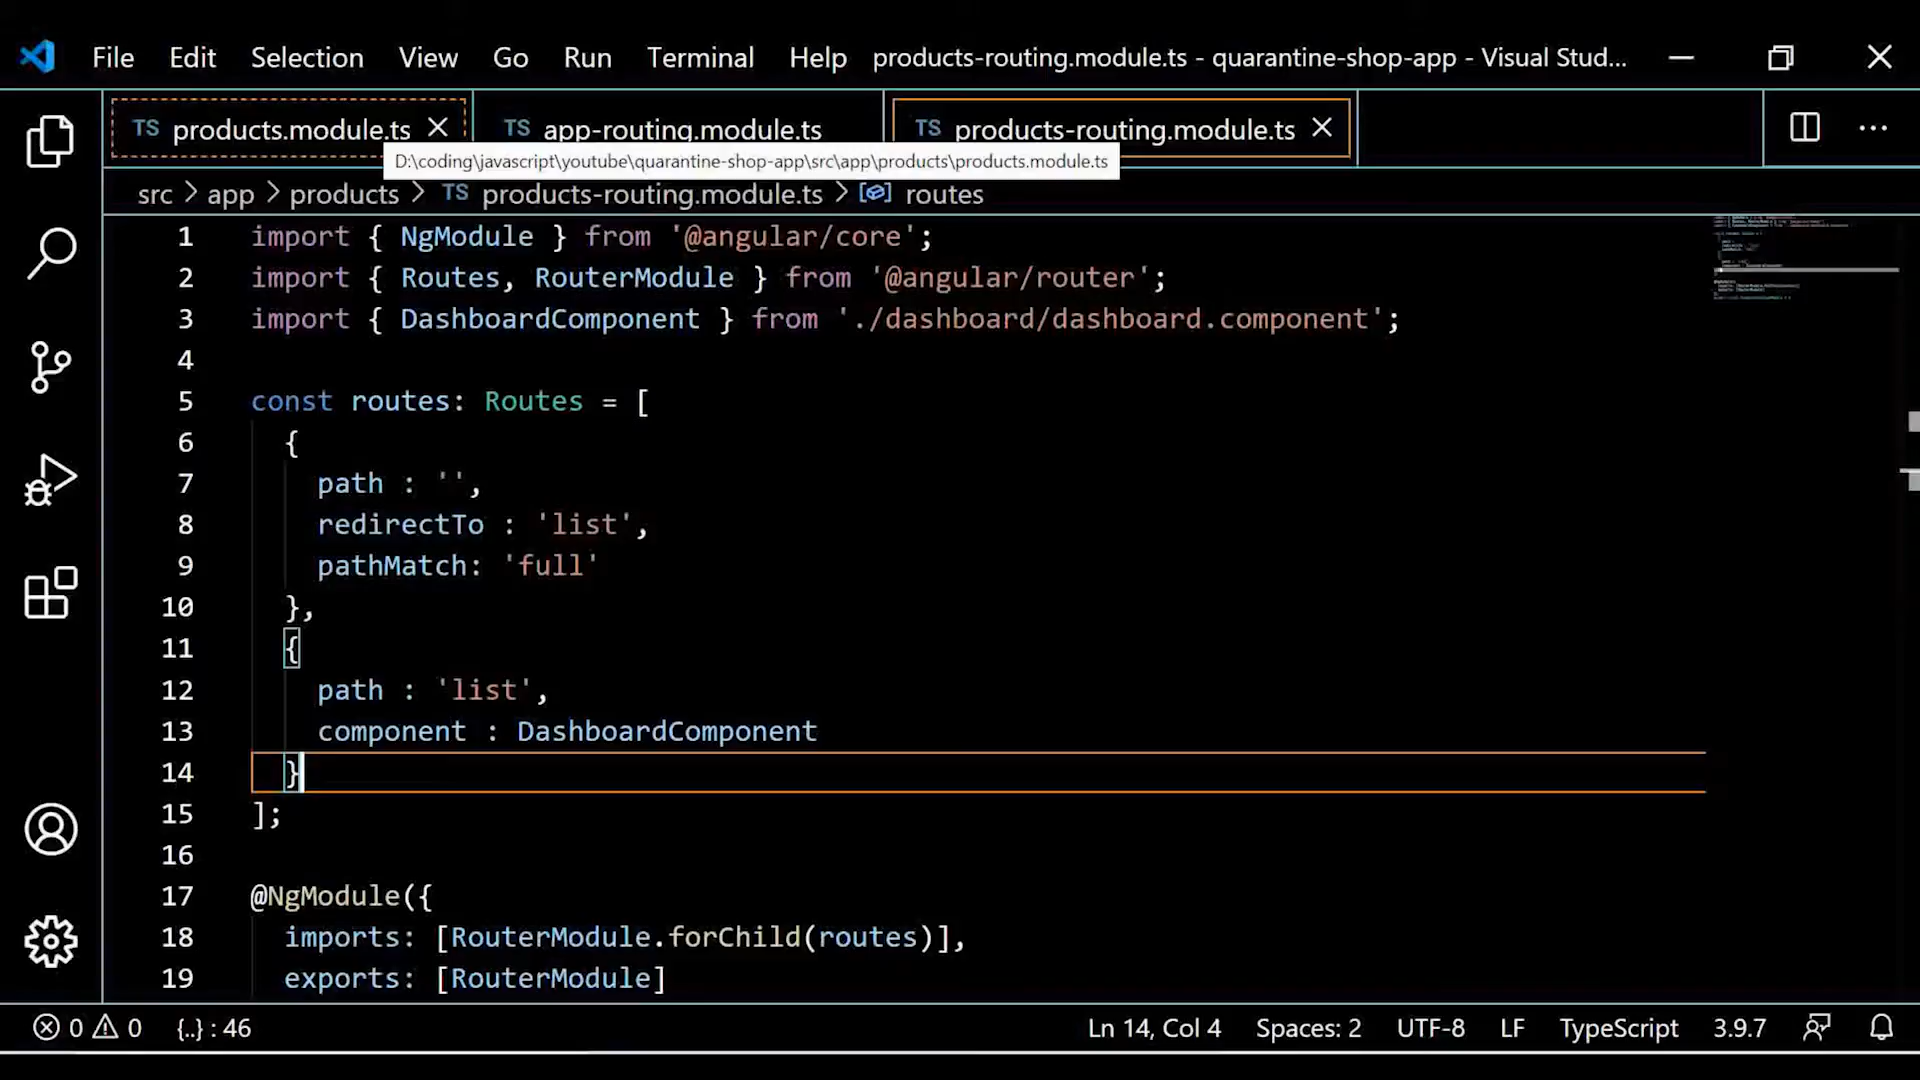 File Edit Selection View Go Run Terminal Help products-routing.module.ts - quarantine-shop-app - Visual Stud...
TS products.module.ts TS app-routing.module.ts TS products-routing.module.ts
D:\coding\javascript\youtube\quarantine-shop-app\src\app\products\products.module.ts
src > app > products > TS products-routing.module.ts > routes
1 import { NgModule } from '@angular/core';
2 import { Routes, RouterModule } from '@angular/router';
3 import { DashboardComponent } from './dashboard/dashboard.component';
4
5 const routes: Routes = [
6 {
7 path : '',
8 redirectTo : 'list',
9 pathMatch: 'full'
10 },
11 {
12 path : 'list',
13 component : DashboardComponent
14 }
15 ];
16
17 @NgModule({
18 imports: [RouterModule.forChild(routes)],
19 exports: [RouterModule]
0 0 {..} : 46 Ln 14, Col 4 Spaces: 2 UTF-8 LF TypeScript 3.9.7